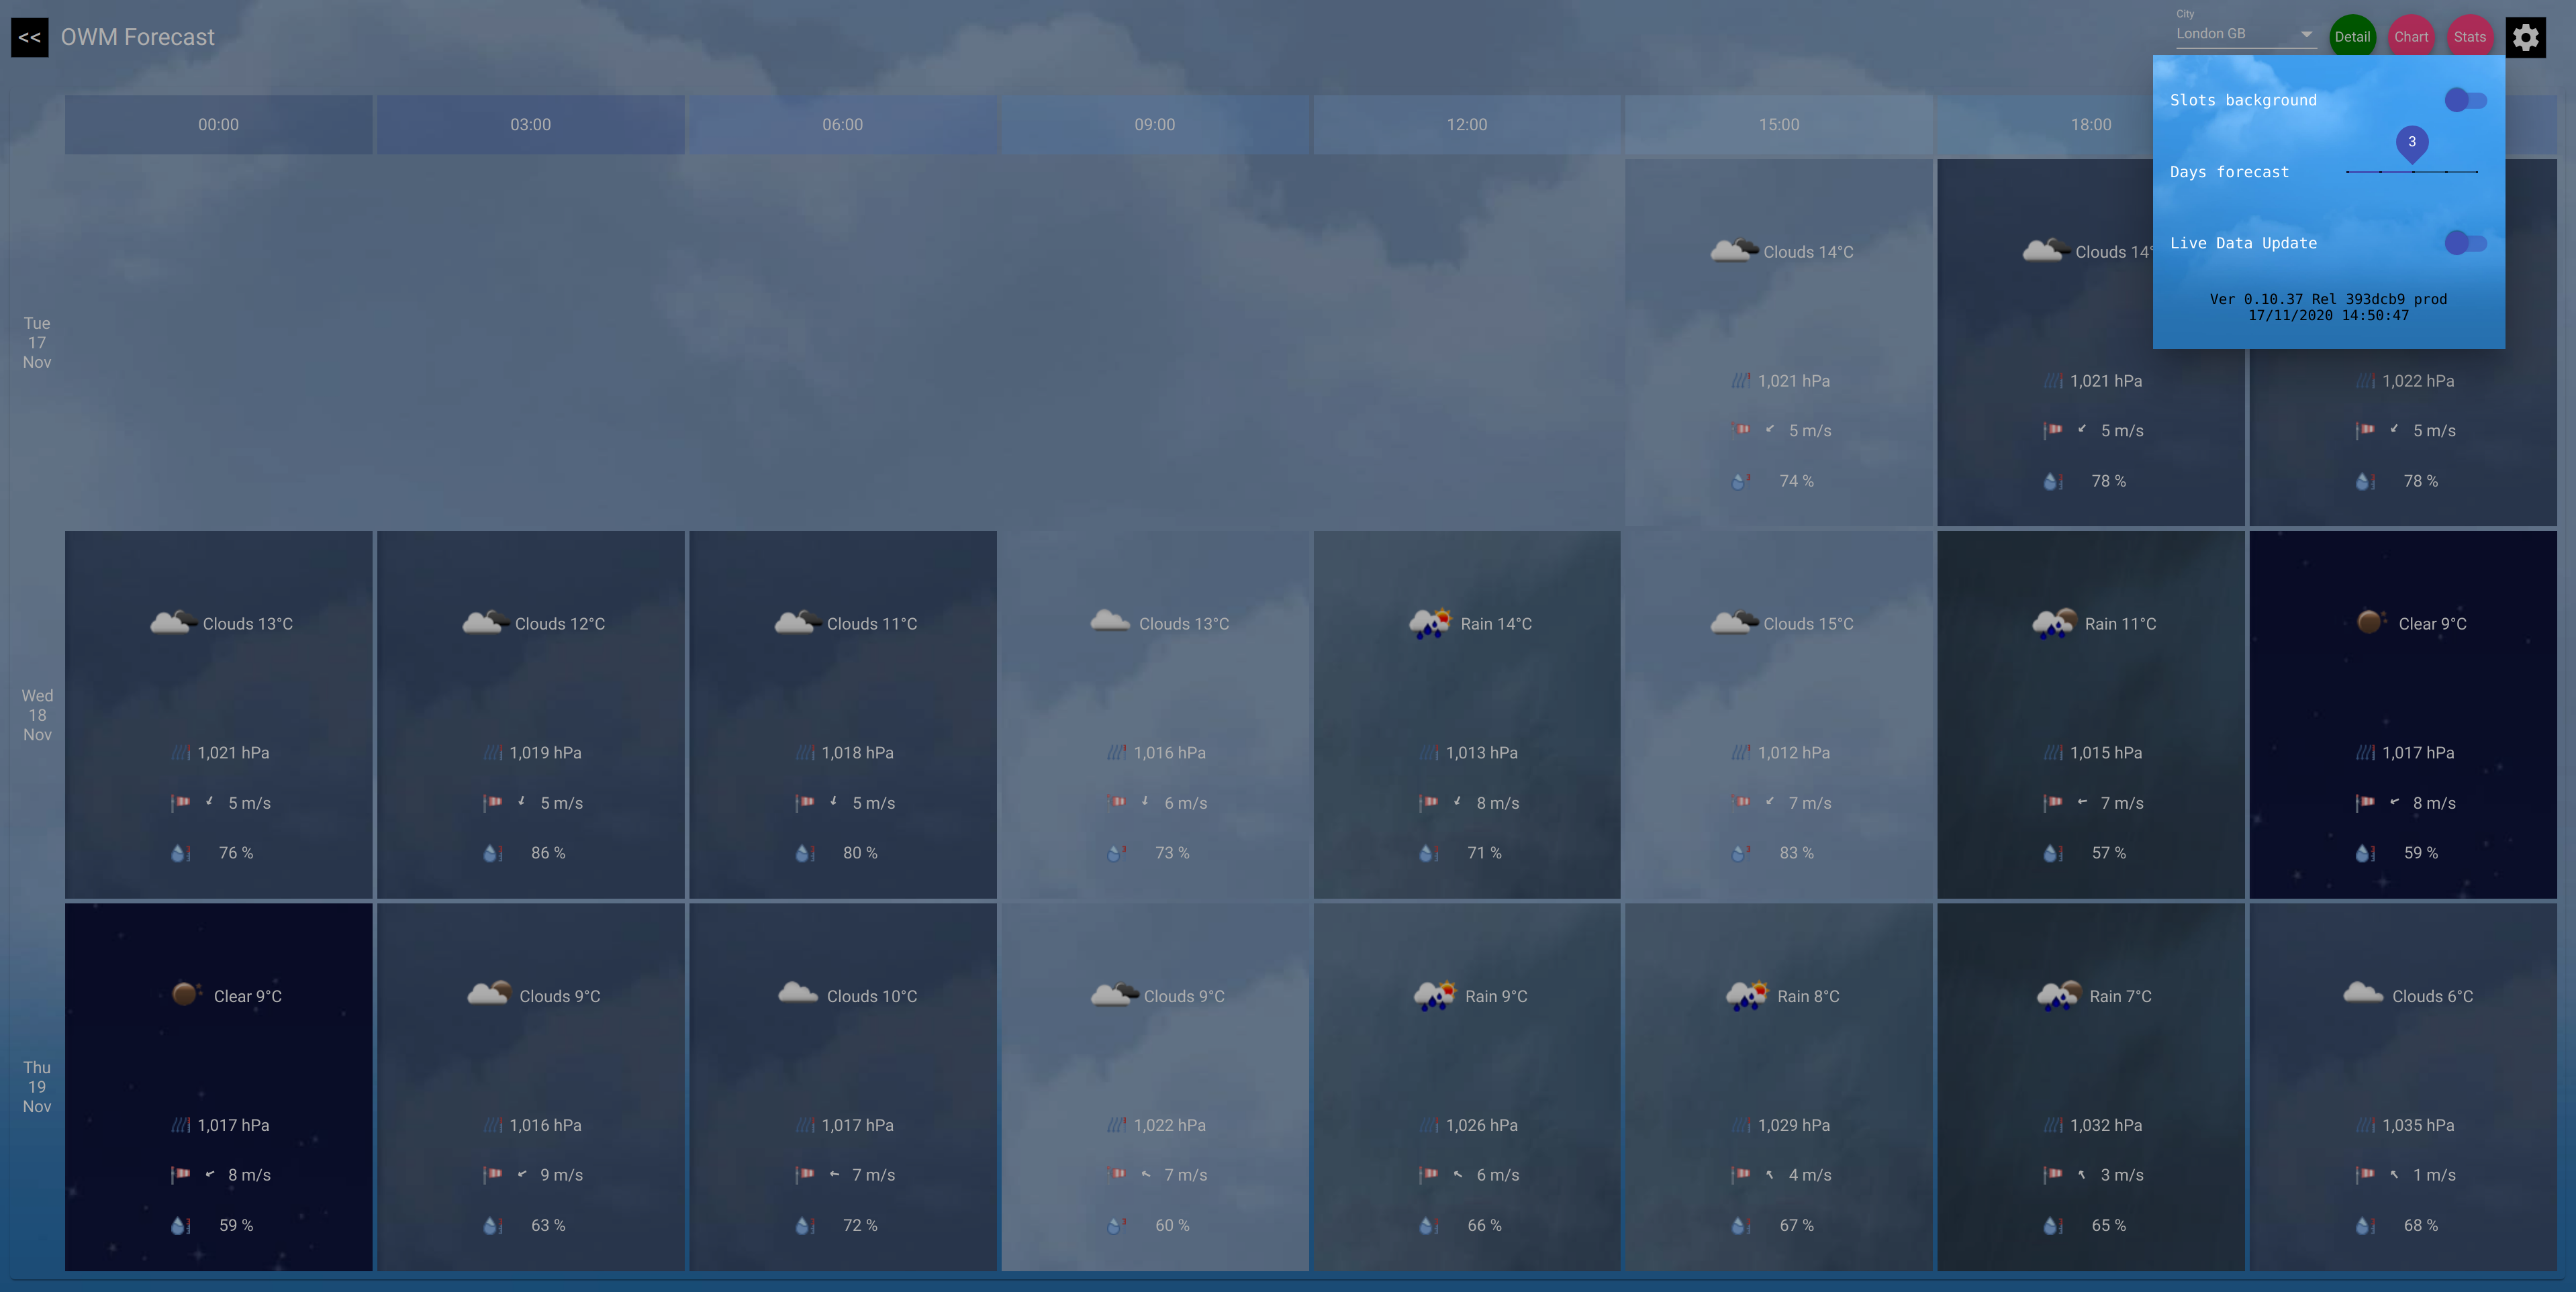 << OWM Forecast
City
London GB
Detail Chart Stats
Slots background
3
Days forecast
Live Data Update
Ver 0.10.37 Rel 393dcb9 prod
17/11/2020 14:50:47
00:00 03:00 06:00 09:00 12:00 15:00 18:00
Tue
17
Nov
Clouds 14°C Clouds 14°
1,021 hPa 1,021 hPa 1,022 hPa
5 m/s 5 m/s 5 m/s
74 % 78 % 78 %
Wed
18
Nov
Clouds 13°C Clouds 12°C Clouds 11°C Clouds 13°C Rain 14°C Clouds 15°C Rain 11°C Clear 9°C
1,021 hPa 1,019 hPa 1,018 hPa 1,016 hPa 1,013 hPa 1,012 hPa 1,015 hPa 1,017 hPa
5 m/s 5 m/s 5 m/s 6 m/s 8 m/s 7 m/s 7 m/s 8 m/s
76 % 86 % 80 % 73 % 71 % 83 % 57 % 59 %
Thu
19
Nov
Clear 9°C Clouds 9°C Clouds 10°C Clouds 9°C Rain 9°C Rain 8°C Rain 7°C Clouds 6°C
1,017 hPa 1,016 hPa 1,017 hPa 1,022 hPa 1,026 hPa 1,029 hPa 1,032 hPa 1,035 hPa
8 m/s 9 m/s 7 m/s 7 m/s 6 m/s 4 m/s 3 m/s 1 m/s
59 % 63 % 72 % 60 % 66 % 67 % 65 % 68 %